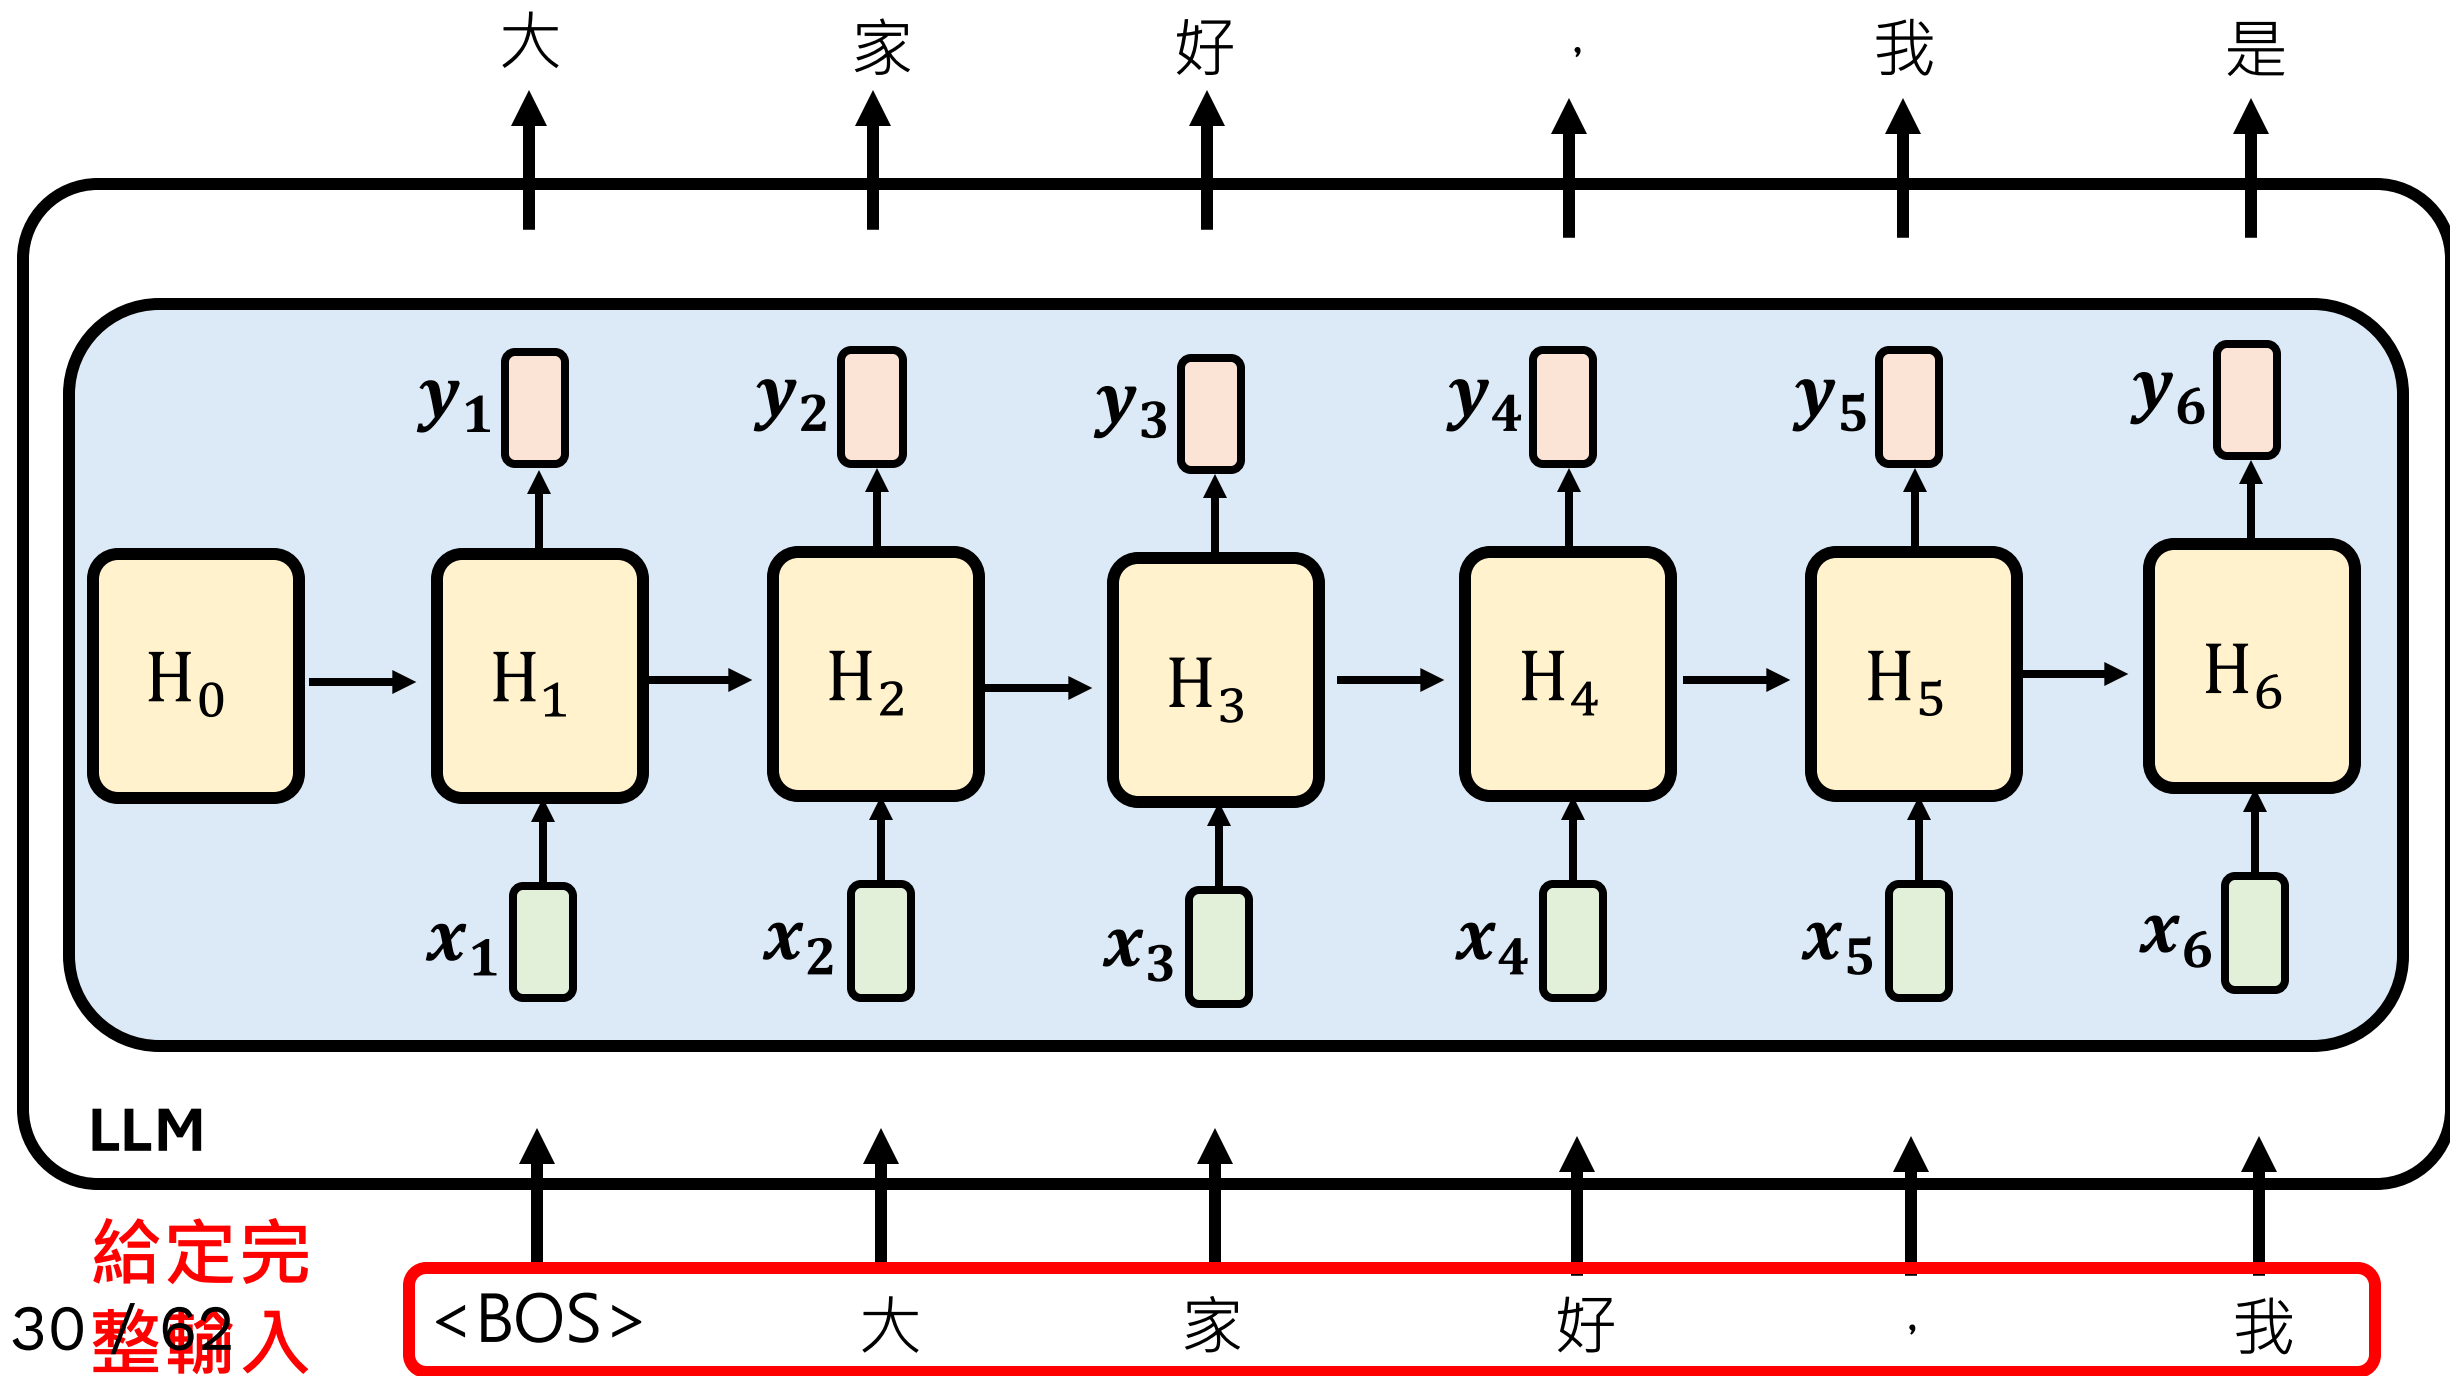 大 家 好 , 我 是
y1 y2 y3 y4 y5 y6
H0 H1 H2 H3 H4 H5 H6
x1 x2 x3 x4 x5 x6
LLM
給定完
整輸入
30 / 62
<BOS> 大 家 好 , 我